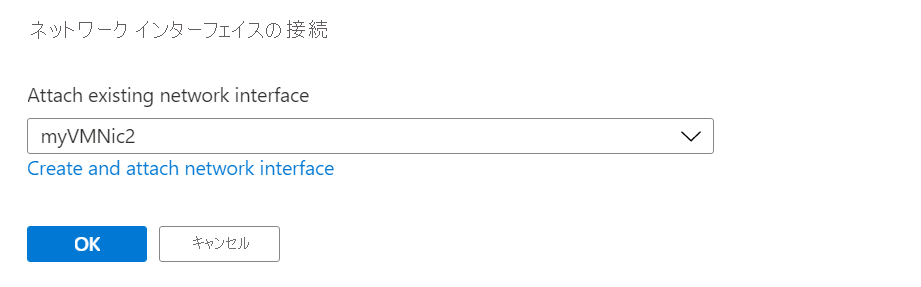 ネットワーク インターフェイスの接続
Attach existing network interface
myVMNic2
Create and attach network interface
OK キャンセル